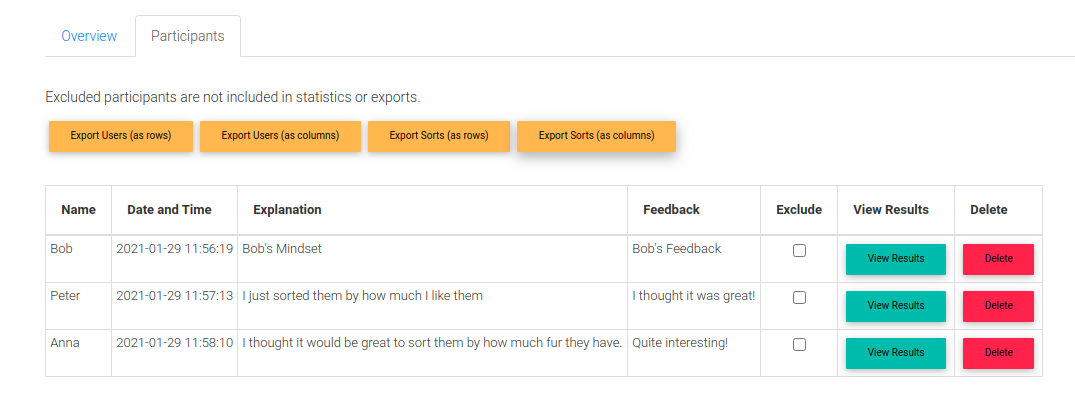 Overview Participants
Excluded participants are not included in statistics or exports.
Export Users (as rows) Export Users (as columns) Export Sorts (as rows) Export Sorts (as columns)
Name Date and Time Explanation Feedback Exclude View Results Delete
Bob 2021-01-29 11:56:19 Bob's Mindset Bob's Feedback View Results Delete
Peter 2021-01-29 11:57:13 I just sorted them by how much I like them I thought it was great! View Results Delete
Anna 2021-01-29 11:58:10 I thought it would be great to sort them by how much fur they have. Quite interesting! View Results Delete